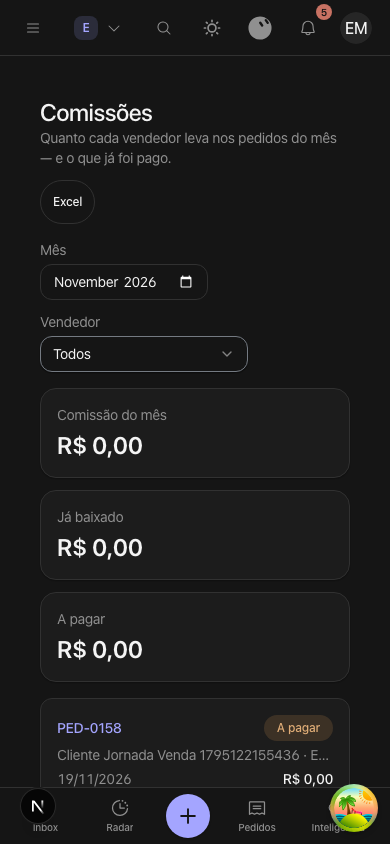 E
5
EM
Comissões
Quanto cada vendedor leva nos pedidos do mês
— e o que já foi pago.
Excel
Mês
November 2026
Vendedor
Todos
Comissão do mês
R$ 0,00
Já baixado
R$ 0,00
A pagar
R$ 0,00
PED-0158
A pagar
Cliente Jornada Venda 1795122155436 · E...
19/11/2026
R$ 0,00
N
Inbox
Radar
Pedidos